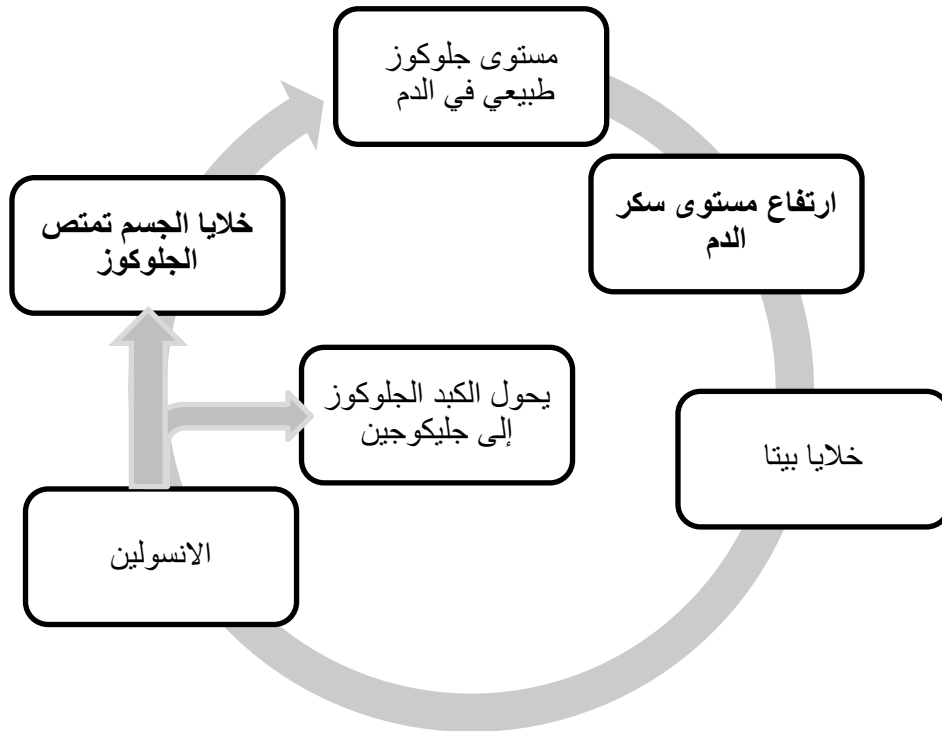 مستوى جلوكوز
طبيعي في الدم
ارتفاع مستوى سكر
الدم
خلايا بيتا
الانسولين
خلايا الجسم تمتص
الجلوكوز
يحول الكبد الجلوكوز
إلى جليكوجين